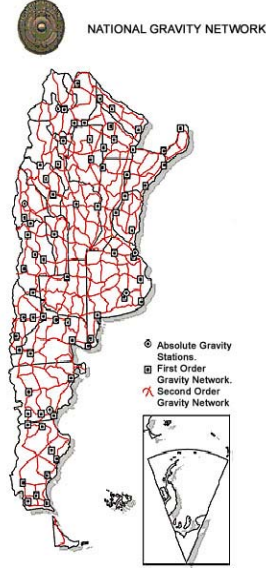 NATIONAL GRAVITY NETWORK
Absolute Gravity
Stations.
First Order
Gravity Network.
Second Order
Gravity Network